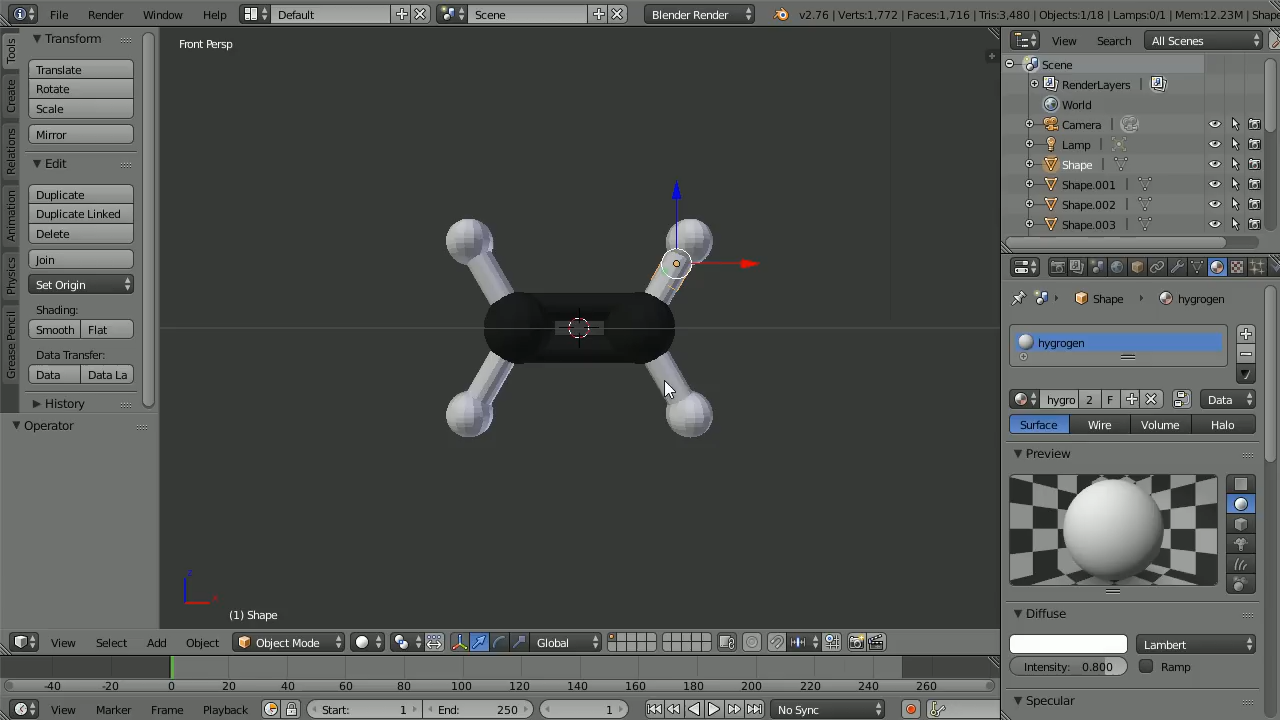 File Render Window Help Default Scene Blender Render v2.76 | Verts:1,772 | Faces:1,716 | Tris:3,480 | Objects:1/18 | Lamps:0/1 | Mem:12.23M | Shape
Tools
Create
Relations
Animation
Physics
Grease Pencil
Transform
Translate
Rotate
Scale
Mirror
Edit
Duplicate
Duplicate Linked
Delete
Join
Set Origin
Shading:
Smooth Flat
Data Transfer:
Data Data La
History
Operator
Front Persp
z
x
(1) Shape
View Select Add Object Object Mode Global
-40 -20 0 20 40 60 80 100 120 140 160 180 200 220 240 260
View Marker Frame Playback Start: 1 End: 250 1 No Sync
View Search All Scenes
Scene
RenderLayers
World
Camera
Lamp
Shape
Shape.001
Shape.002
Shape.003
Shape hygrogen
hygrogen
hygro 2 F Data
Surface Wire Volume Halo
Preview
Diffuse
Lambert
Intensity: 0.800 Ramp
Specular